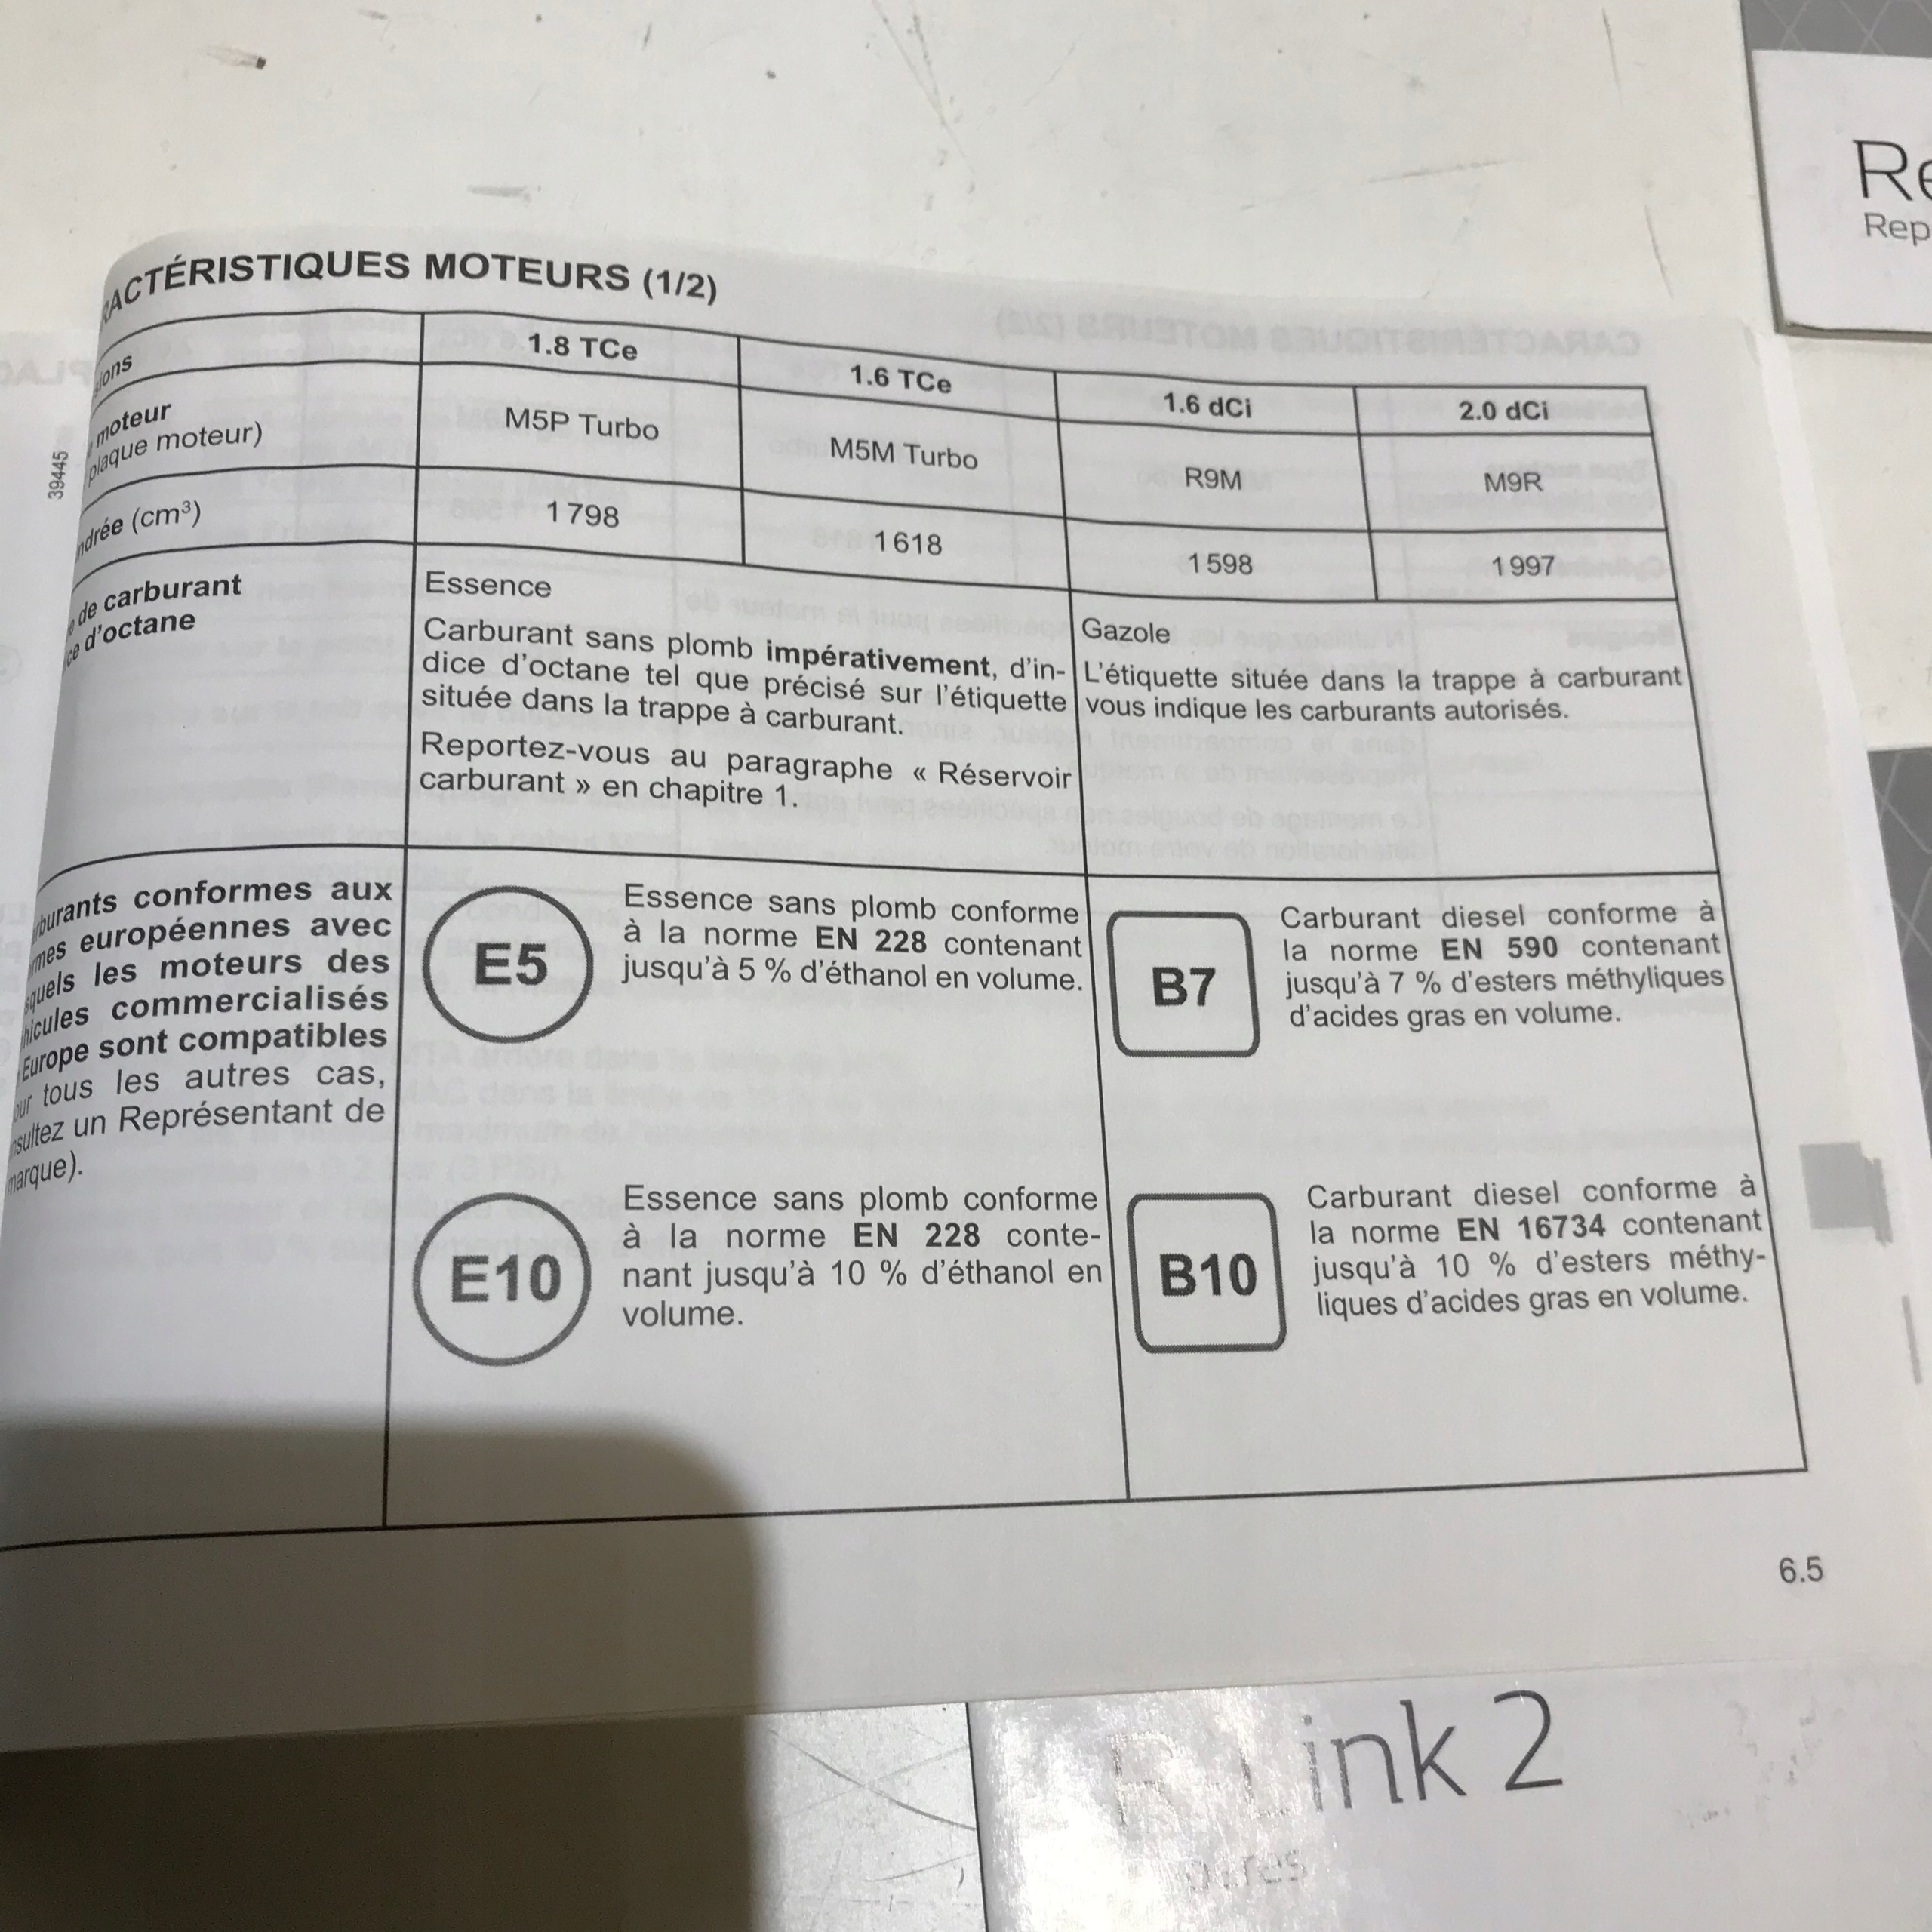 Re
Rep
ACTÉRISTIQUES MOTEURS (1/2)
ions
1.8 TCe
1.6 TCe
1.6 dCi
2.0 dCi
moteur
plaque moteur)
M5P Turbo
M5M Turbo
R9M
M9R
39445
ndrée (cm³)
1 798
1 618
1 598
1 997
de carburant
ce d'octane
Essence
Carburant sans plomb impérativement, d'in-
dice d'octane tel que précisé sur l'étiquette
située dans la trappe à carburant.
Reportez-vous au paragraphe « Réservoir
carburant » en chapitre 1.
Gazole
L'étiquette située dans la trappe à carburant
vous indique les carburants autorisés.
burants conformes aux
mes européennes avec
squels les moteurs des
hicules commercialisés
Europe sont compatibles
ur tous les autres cas,
nsultez un Représentant de
marque).
E5
Essence sans plomb conforme
à la norme EN 228 contenant
jusqu'à 5 % d'éthanol en volume.
B7
Carburant diesel conforme à
la norme EN 590 contenant
jusqu'à 7 % d'esters méthyliques
d'acides gras en volume.
E10
Essence sans plomb conforme
à la norme EN 228 conte-
nant jusqu'à 10 % d'éthanol en
volume.
B10
Carburant diesel conforme à
la norme EN 16734 contenant
jusqu'à 10 % d'esters méthy-
liques d'acides gras en volume.
6.5
R-Link 2